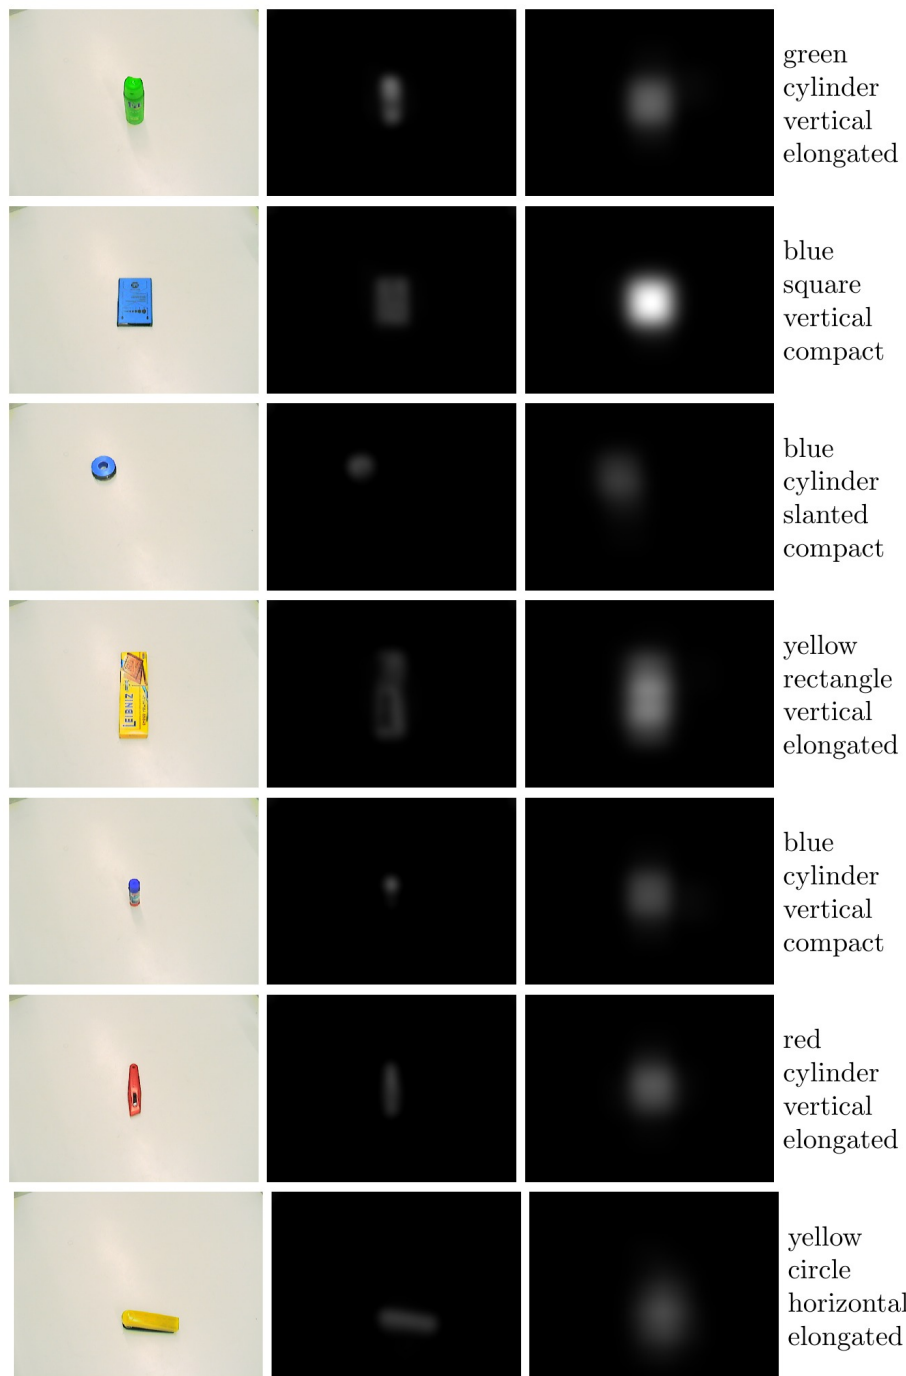 green
cylinder
vertical
elongated
blue
square
vertical
compact
blue
cylinder
slanted
compact
LEIBNIZ
yellow
rectangle
vertical
elongated
blue
cylinder
vertical
compact
red
cylinder
vertical
elongated
yellow
circle
horizontal
elongated